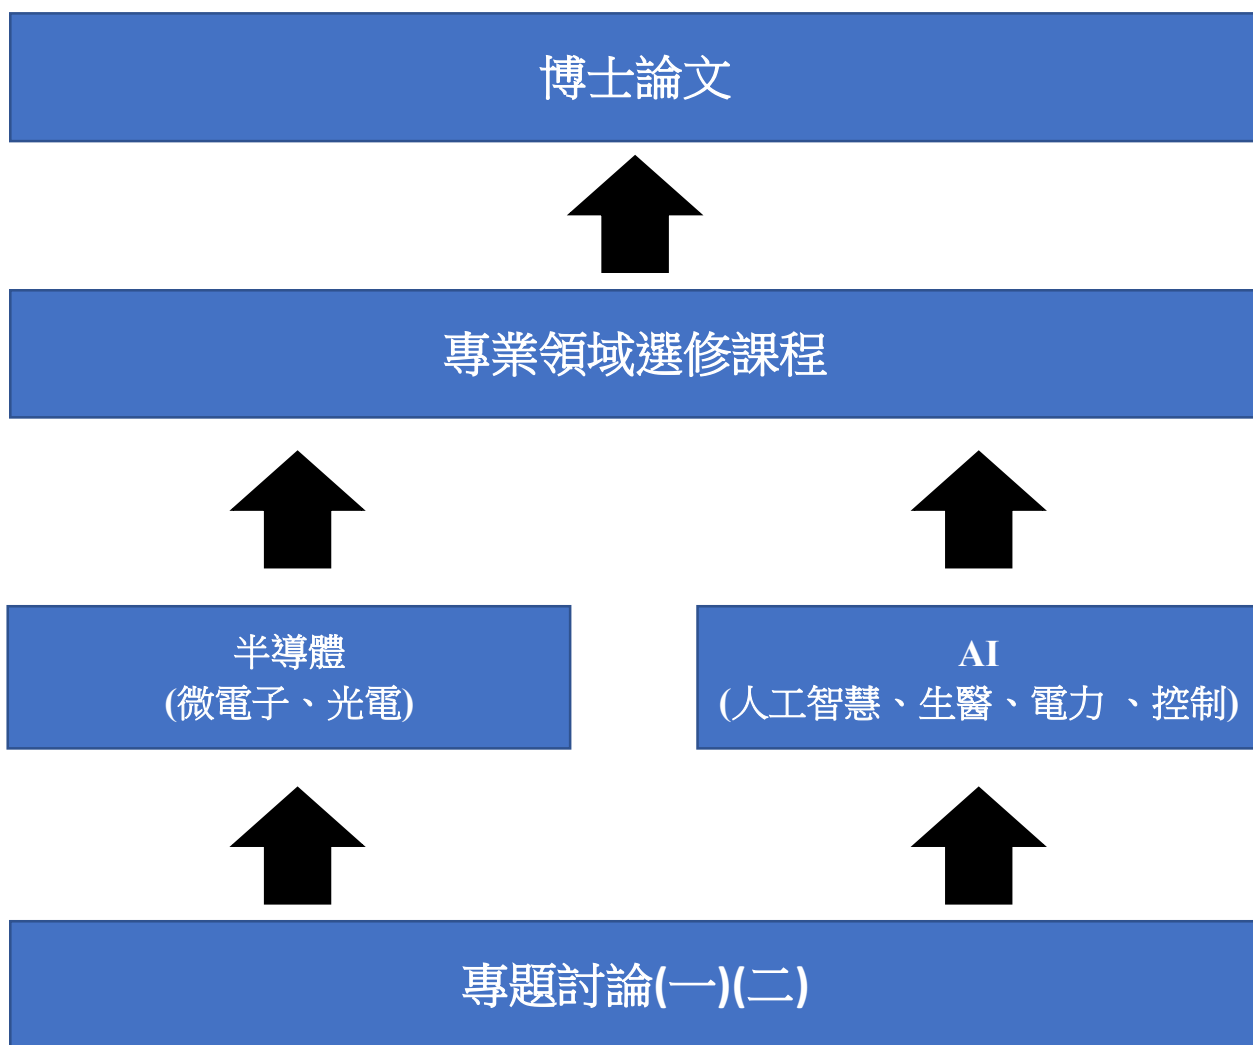 博士論文
專業領域選修課程
半導體
(微電子、光電)
AI
(人工智慧、生醫、電力 、控制)
專題討論(一)(二)